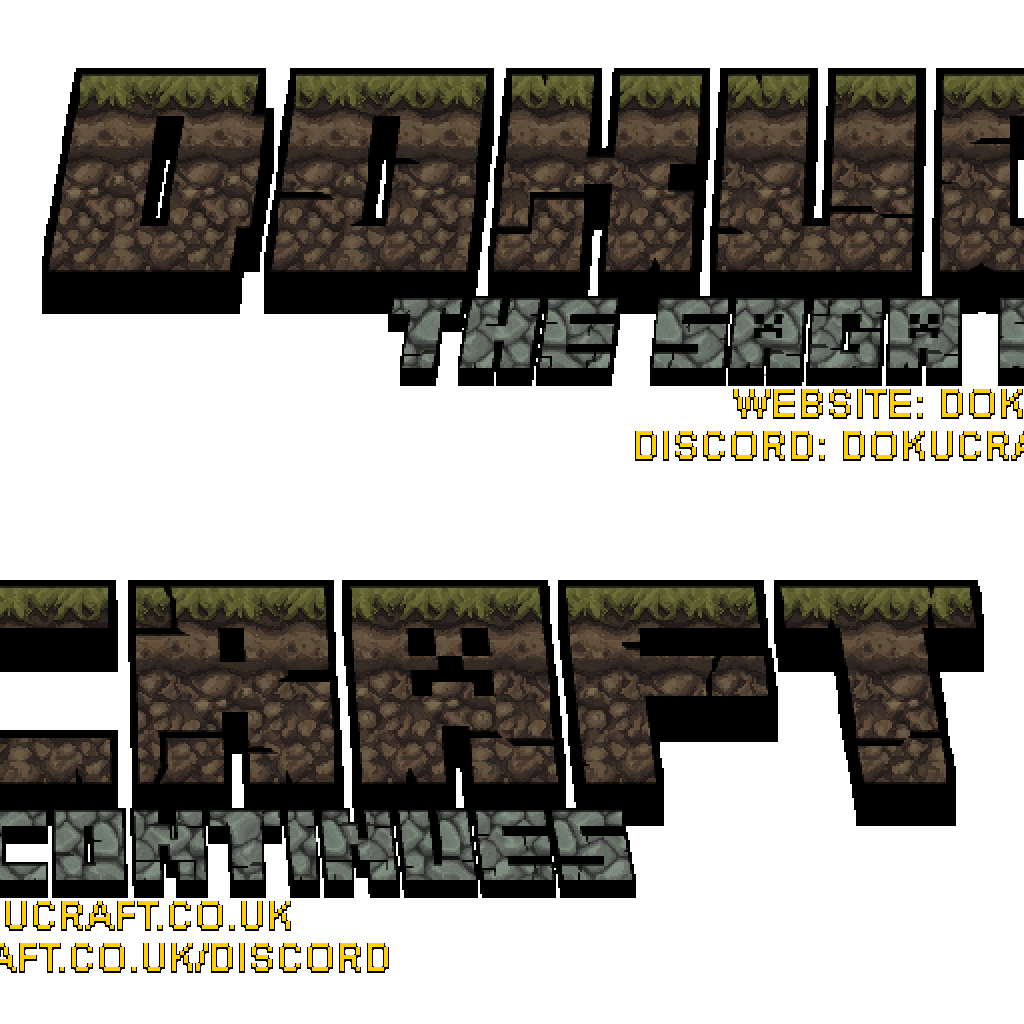 DOKUC
THE SAGA C
WEBSITE: DOK
DISCORD: DOKUCRA
CRAFT
CONTINUES
UCRAFT.CO.UK
AFT.CO.UK/DISCORD